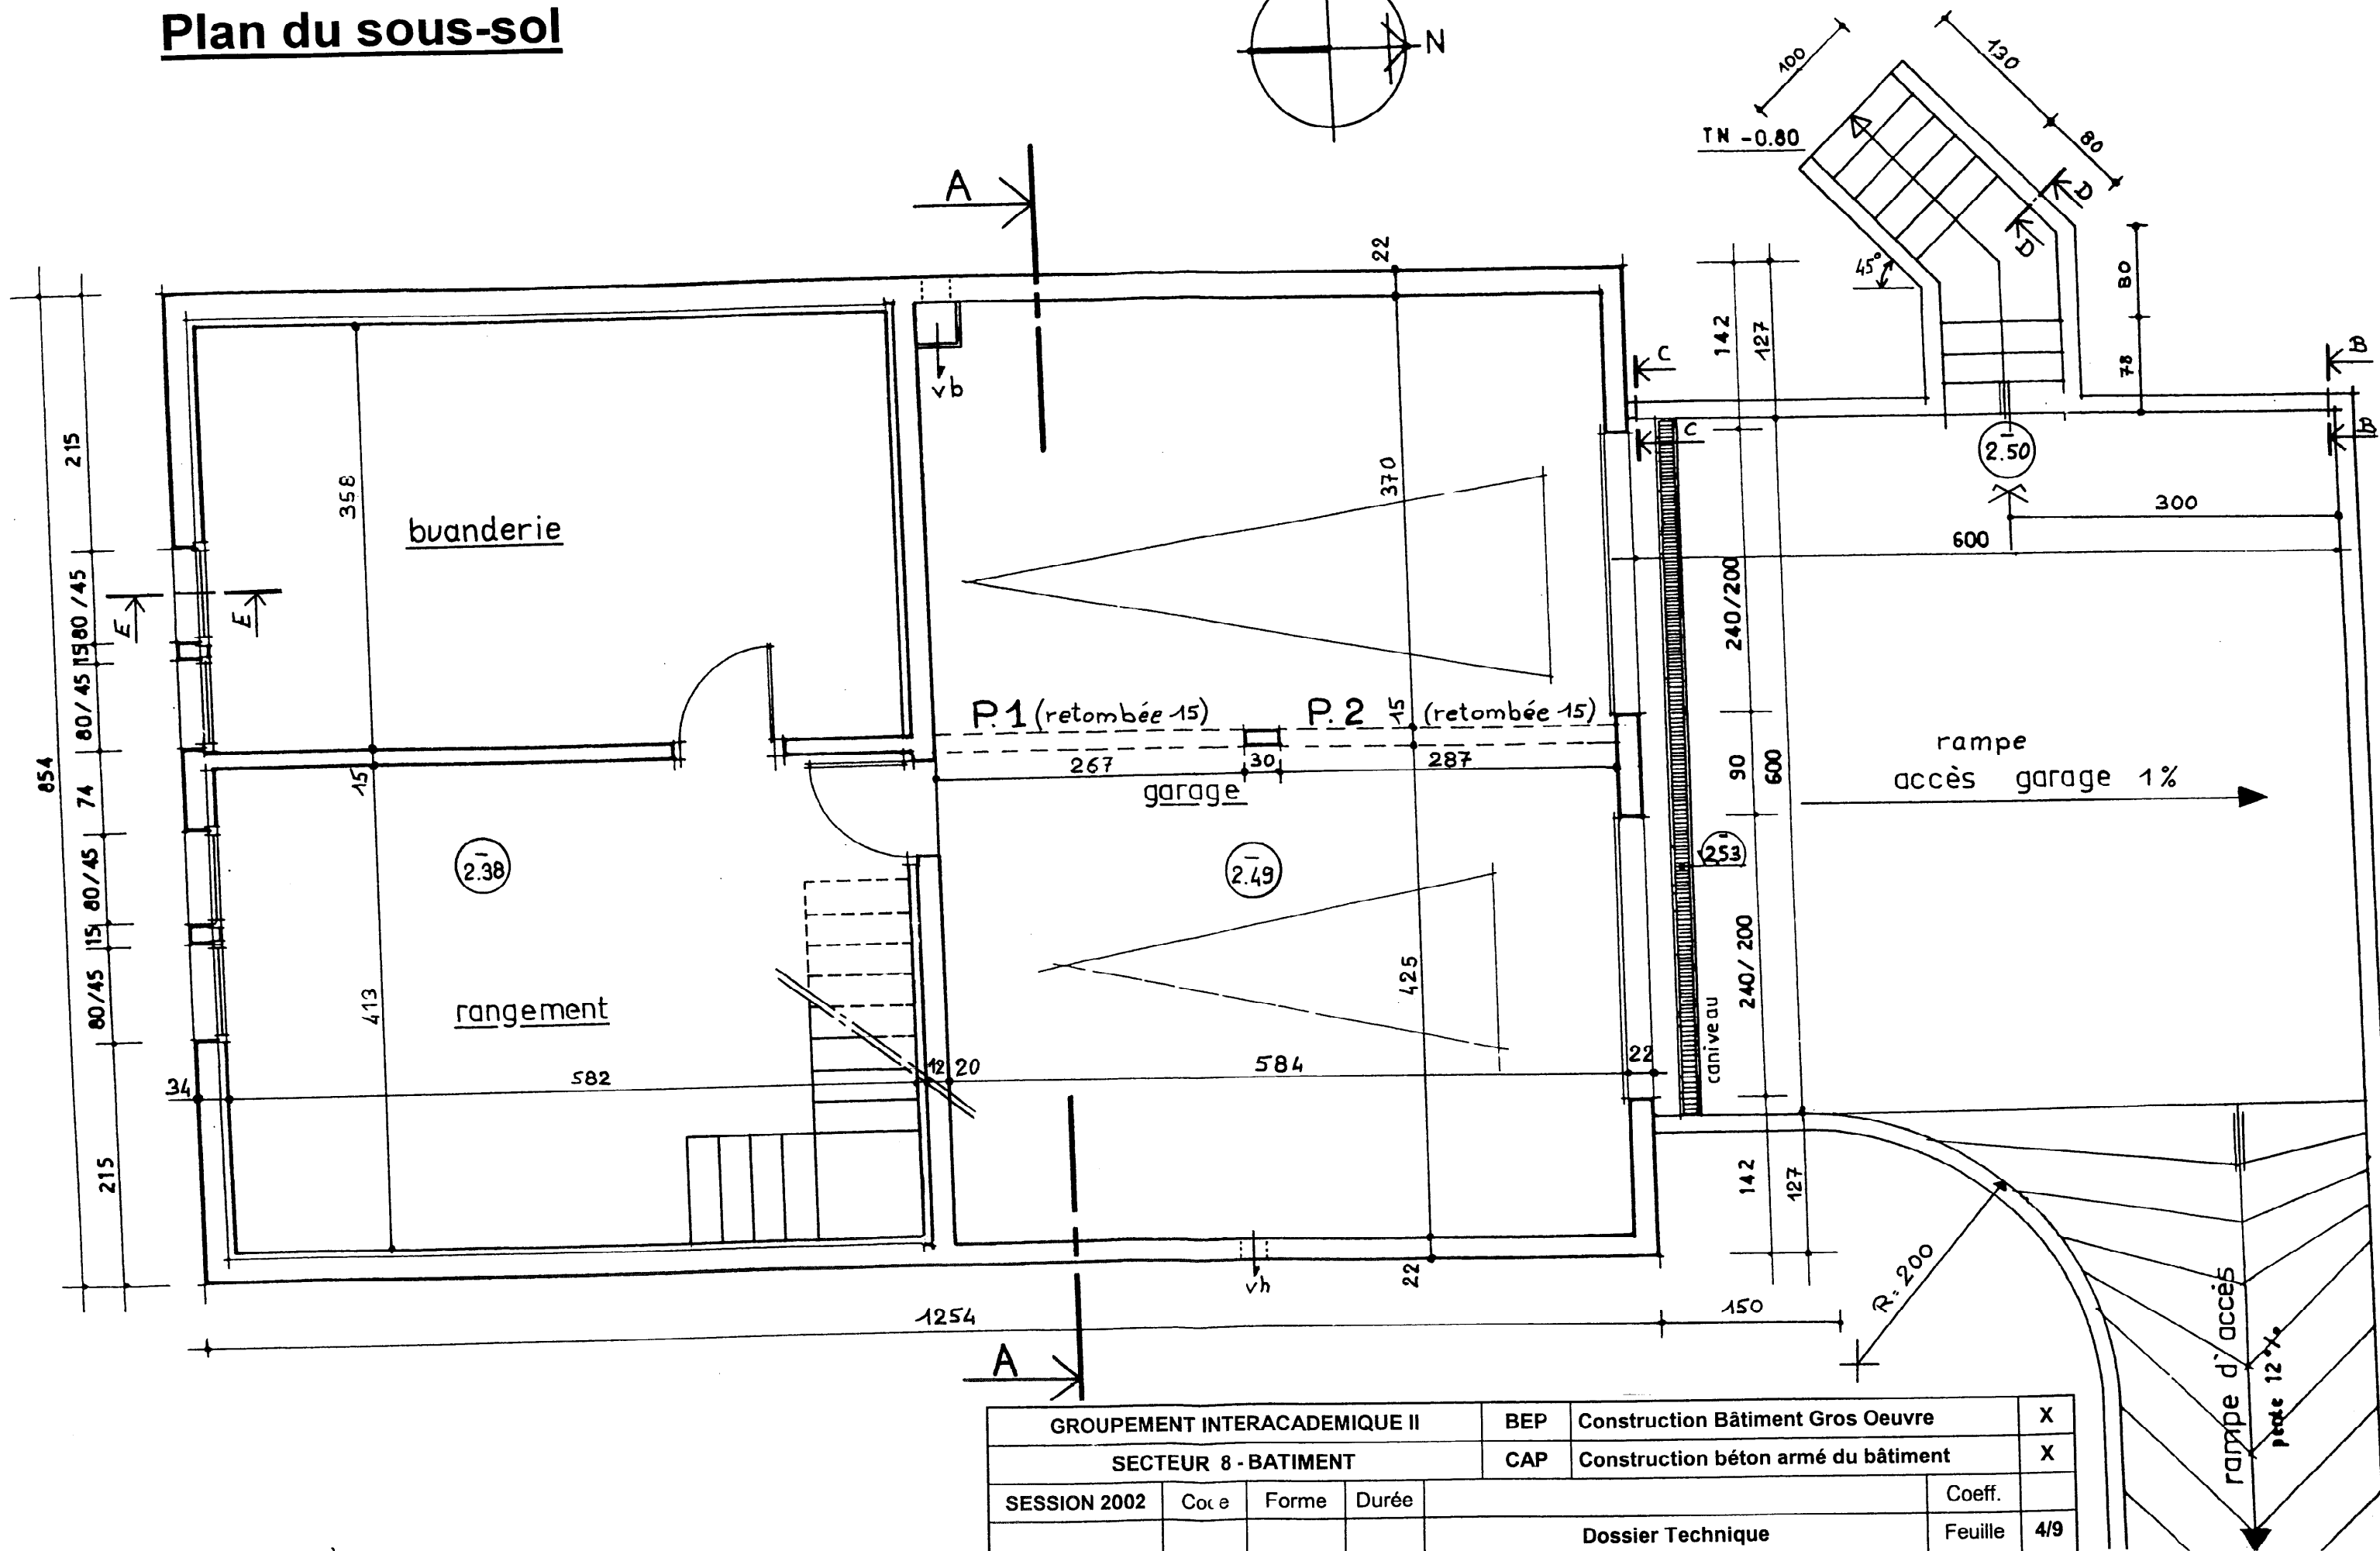 Plan du sous-sol
N
100
130
80
TN -0.80
D
D
45°
A
22
142
127
80
78
C
C
B
B
vb
2.50
300
600
215
358
buanderie
370
240/200
E
E
80/45
15
80/45
P.1 (retombée 15)
P.2
15
(retombée 15)
267
30
287
garage
90
600
rampe
accès garage 1%
854
74
15
2.38
2.49
253
80/45
15
80/45
rangement
413
425
240/200
caniveau
34
582
12
20
584
22
215
142
127
vh
22
R=200
1254
150
A
rampe d'accès
pente 12%
GROUPEMENT INTERACADEMIQUE II BEP Construction Bâtiment Gros Oeuvre X
SECTEUR 8 - BATIMENT CAP Construction béton armé du bâtiment X
SESSION 2002 Forme Durée Coeff.
Dossier Technique Feuille 4/9